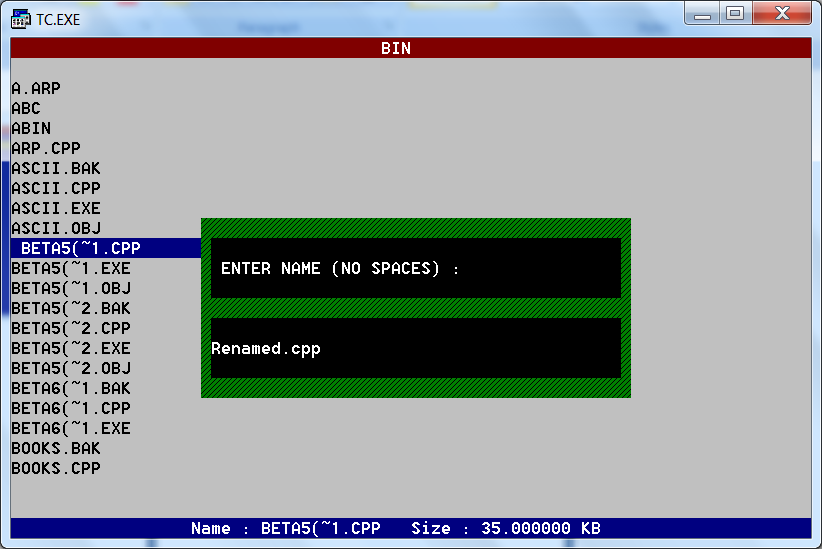 TC.EXE
BIN
A.ARP
ABC
ABIN
ARP.CPP
ASCII.BAK
ASCII.CPP
ASCII.EXE
ASCII.OBJ
BETA5(~1.CPP
BETA5(~1.EXE
BETA5(~1.OBJ
BETA5(~2.BAK
BETA5(~2.CPP
BETA5(~2.EXE
BETA5(~2.OBJ
BETA6(~1.BAK
BETA6(~1.CPP
BETA6(~1.EXE
BOOKS.BAK
BOOKS.CPP
ENTER NAME (NO SPACES) :
Renamed.cpp
Name : BETA5(~1.CPP Size : 35.000000 KB